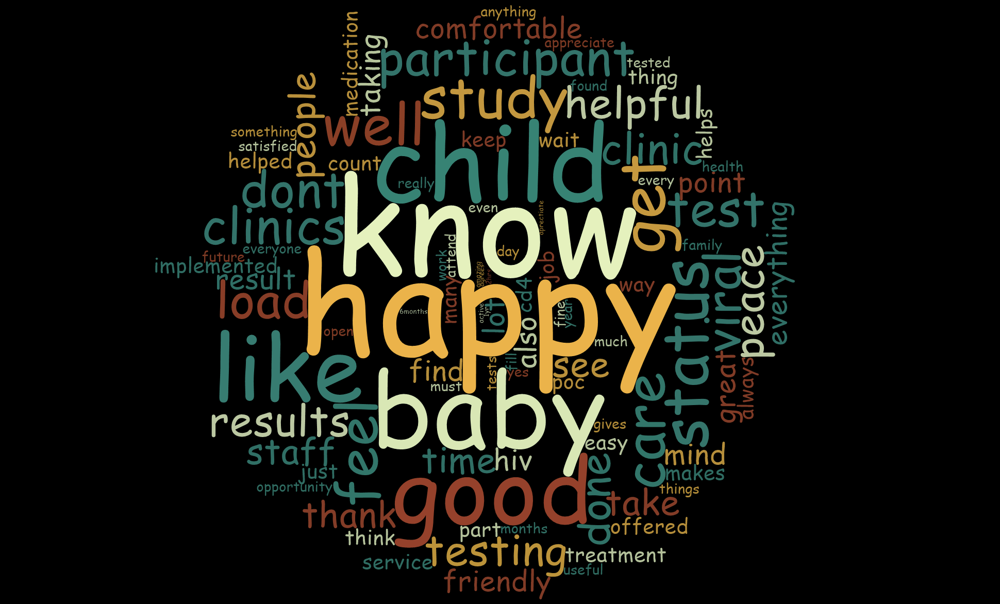 anything
comfortable
appreciate
medication
taking
participant
tested
thing
people
study
found
helpful
helps
well
something
satisfied
helped
count
keep
wait
clinic
child
get
health
every
point
dont
really
know
even
apreciate
test
clinics
everyone
future
implemented
result
load
work
attend
day
job
family
status
viral
peace
everything
happy
many
amazing
agrees
2hrs
cd4
way
6months
active
1yr
lot
also
fine
year
open
much
like
find
must
tests
fill
yes
see
poc
great
always
results
feel
baby
gives
easy
care
staff
just
opportunity
time
hiv
done
mind
makes
things
thank
good
take
offered
think
part
months
service
testing
treatment
useful
friendly